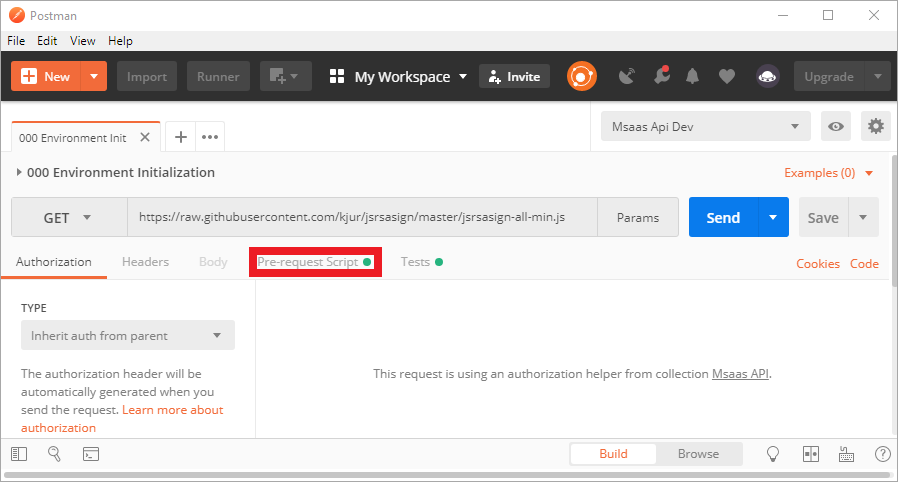 Postman
File Edit View Help
New Import Runner My Workspace Invite Upgrade
000 Environment Init Msaas Api Dev
000 Environment Initialization Examples (0)
GET https://raw.githubusercontent.com/kjur/jsrsasign/master/jsrsasign-all-min.js Params Send Save
Authorization Headers Body Pre-request Script Tests Cookies Code
TYPE
Inherit auth from parent
The authorization header will be
automatically generated when you
send the request. Learn more about
authorization
This request is using an authorization helper from collection Msaas API.
Build Browse